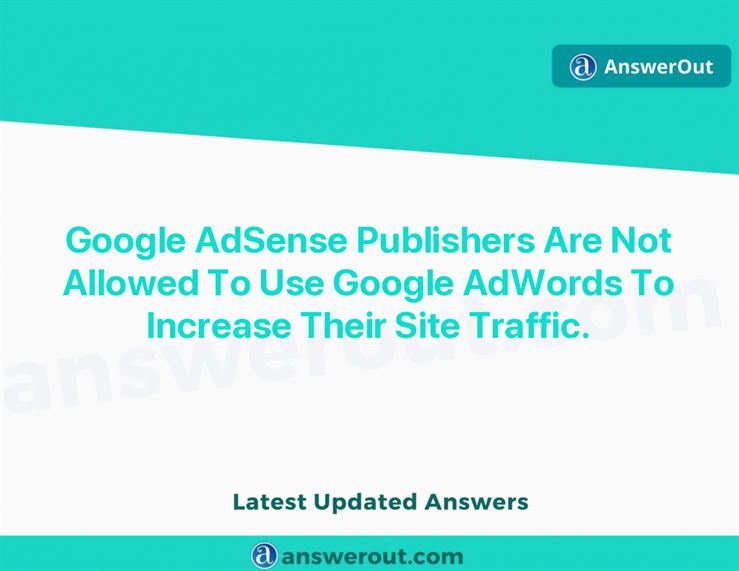 AnswerOut
Google AdSense Publishers Are Not
Allowed To Use Google AdWords To
Increase Their Site Traffic.
answerout.com
Latest Updated Answers
answerout.com